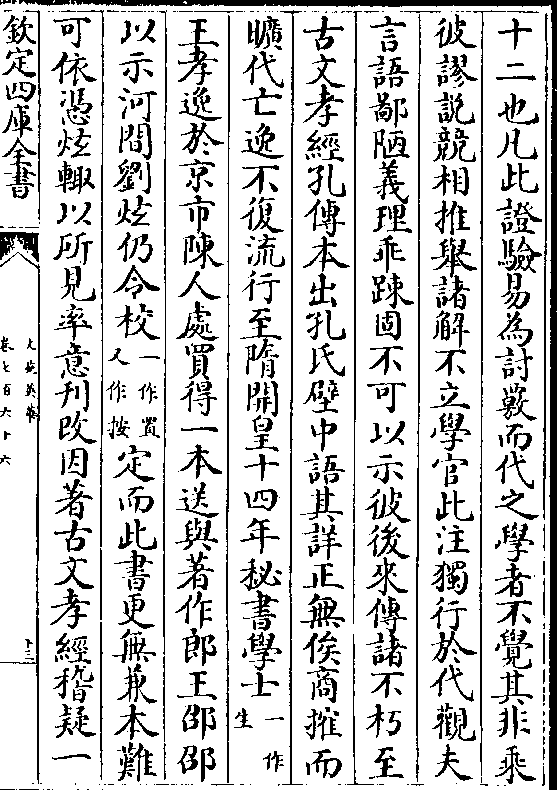 十二也凡此證驗易為討覈而代之學者不覺其非乘
彼謬說競相推舉諸解不立學官此注獨行於代觀夫
言語鄙陋義理乖踈固不可以示彼後來傳諸不朽至
古文孝經孔傳本出孔氏壁中語其詳正無俟商搉而
曠代亡逸不復流行至隋開皇十四年秘書學士一作生
王孝逸於京市陳人處買得一本送與著作郎王邵邵
以示河間劉炫仍令校一作置又作按定而此書更無兼本難
可依憑炫輙以所見率意刊改因著古文孝經稽疑一
欽定四庫全書
文苑英華
卷七百六十六
十三